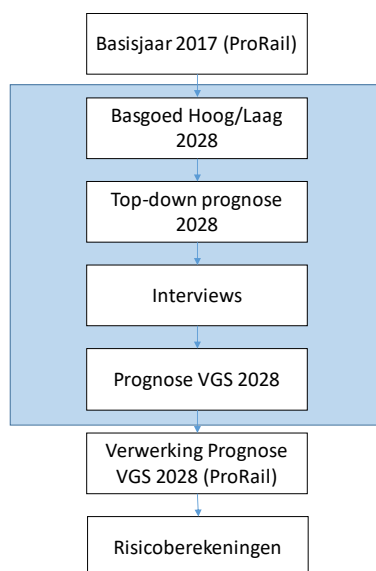 Basisjaar 2017 (ProRail)
Basgoed Hoog/Laag
2028
Top-down prognose
2028
Interviews
Prognose VGS 2028
Verwerking Prognose
VGS 2028 (ProRail)
Risicoberekeningen